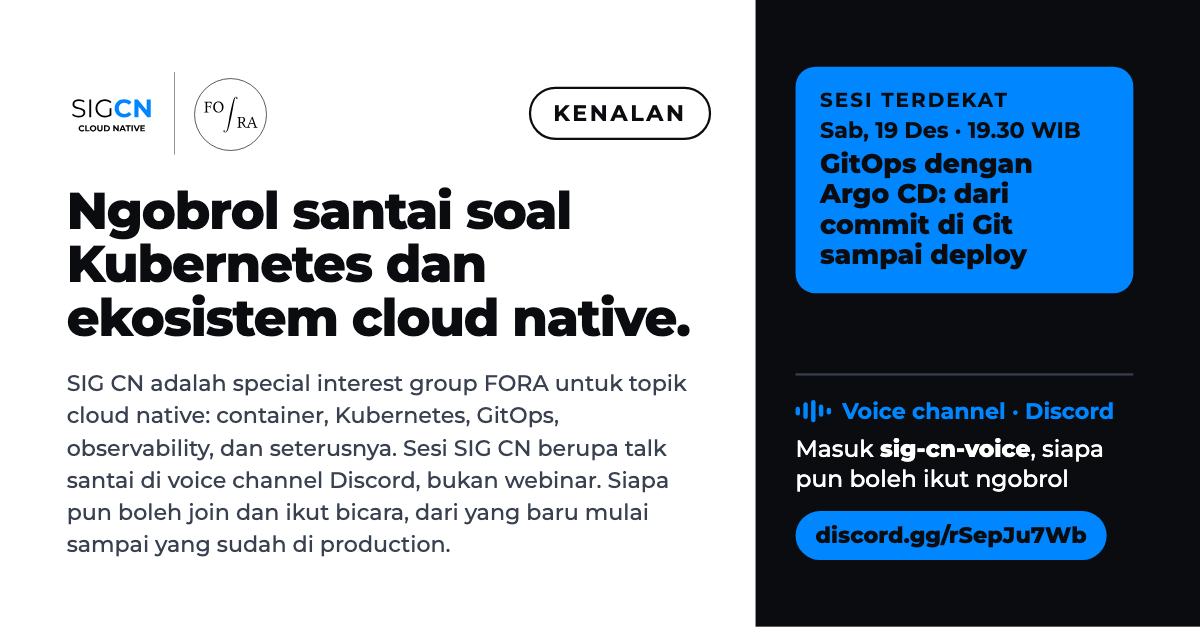 SIGCN
CLOUD NATIVE
FO
RA
KENALAN
Ngobrol santai soal
Kubernetes dan
ekosistem cloud native.
SIG CN adalah special interest group FORA untuk topik
cloud native: container, Kubernetes, GitOps,
observability, dan seterusnya. Sesi SIG CN berupa talk
santai di voice channel Discord, bukan webinar. Siapa
pun boleh join dan ikut bicara, dari yang baru mulai
sampai yang sudah di production.
SESI TERDEKAT
Sab, 19 Des · 19.30 WIB
GitOps dengan
Argo CD: dari
commit di Git
sampai deploy
Voice channel · Discord
Masuk sig-cn-voice, siapa
pun boleh ikut ngobrol
discord.gg/rSepJu7Wb